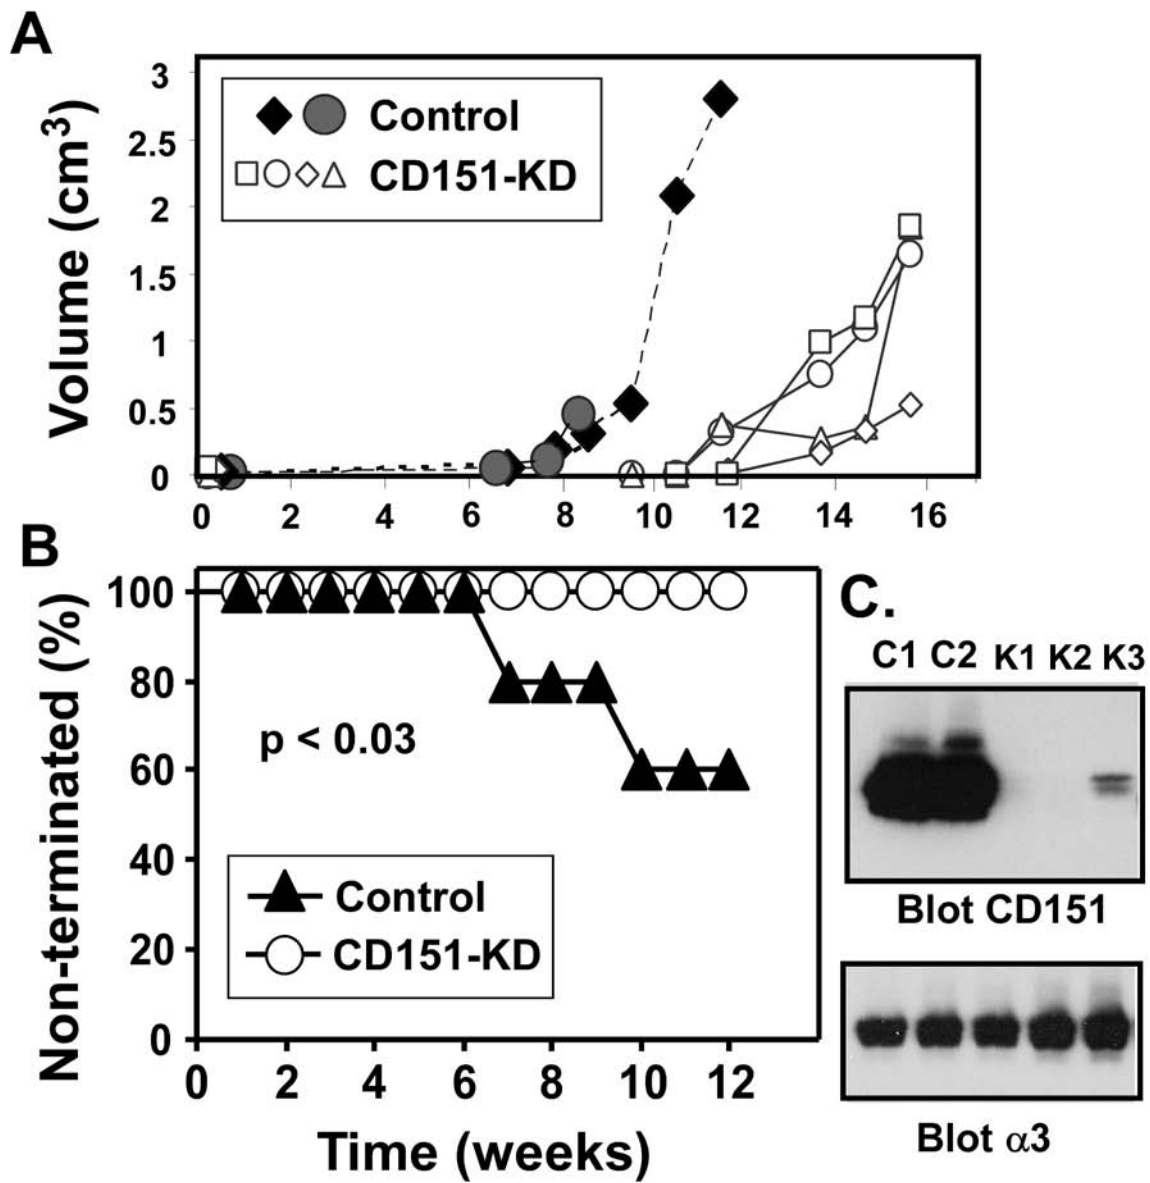 A
Volume (cm³)
3
2.5
2
1.5
1
0.5
0
Control
CD151-KD
0 2 4 6 8 10 12 14 16
B
Non-terminated (%)
100
80
60
40
20
0
p < 0.03
Control
CD151-KD
0 2 4 6 8 10 12
Time (weeks)
C.
C1 C2 K1 K2 K3
Blot CD151
Blot α3